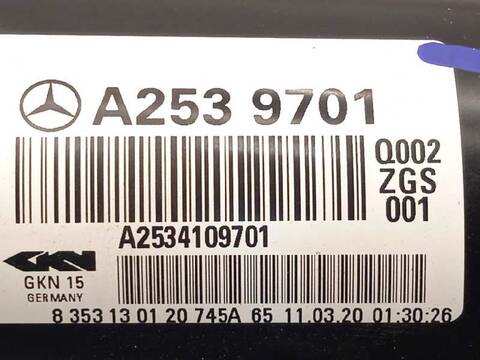 A253 9701
Q002
ZGS
001
A2534109701
GKN
GKN 15
GERMANY
8 353 13 01 20 745A 65 11.03.20 01:30:26